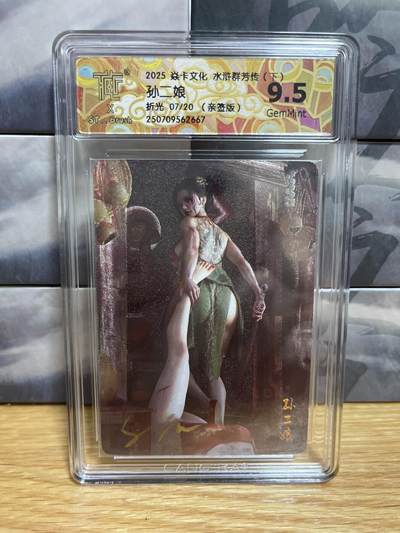 2025 焱卡文化 水浒群芳传(下)
孙二娘
折光 07/20 (亲签版)
250709562667
9.5
GemMint
孙二娘